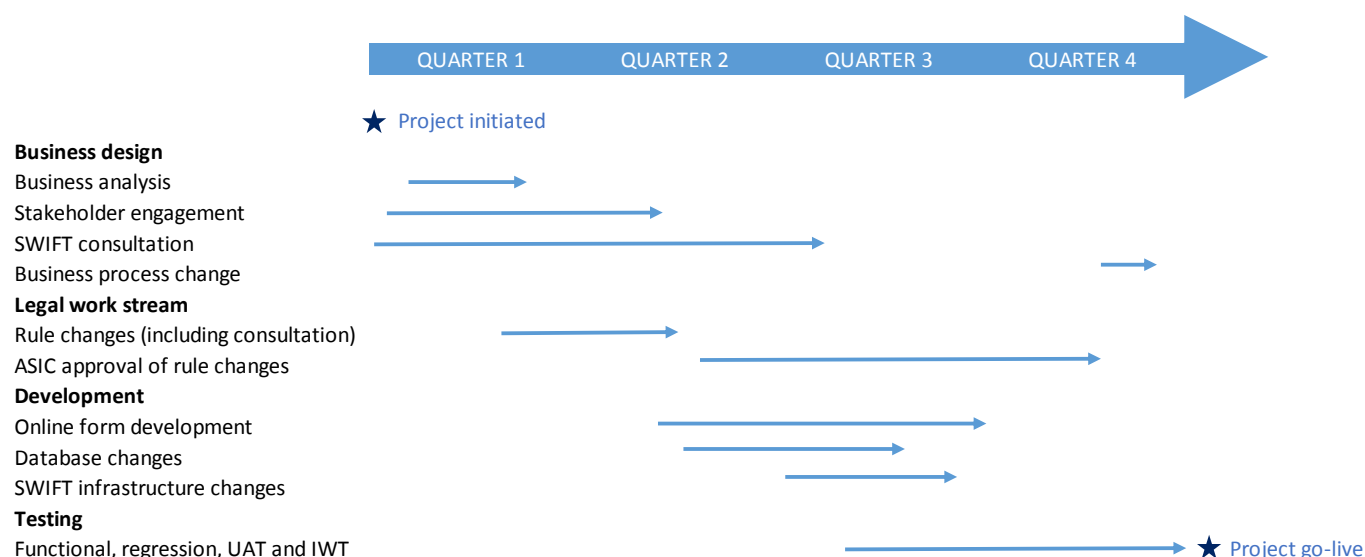 QUARTER 1 QUARTER 2 QUARTER 3 QUARTER 4
Project initiated
Business design
Business analysis
Stakeholder engagement
SWIFT consultation
Business process change
Legal work stream
Rule changes (including consultation)
ASIC approval of rule changes
Development
Online form development
Database changes
SWIFT infrastructure changes
Testing
Functional, regression, UAT and IWT
Project go-live